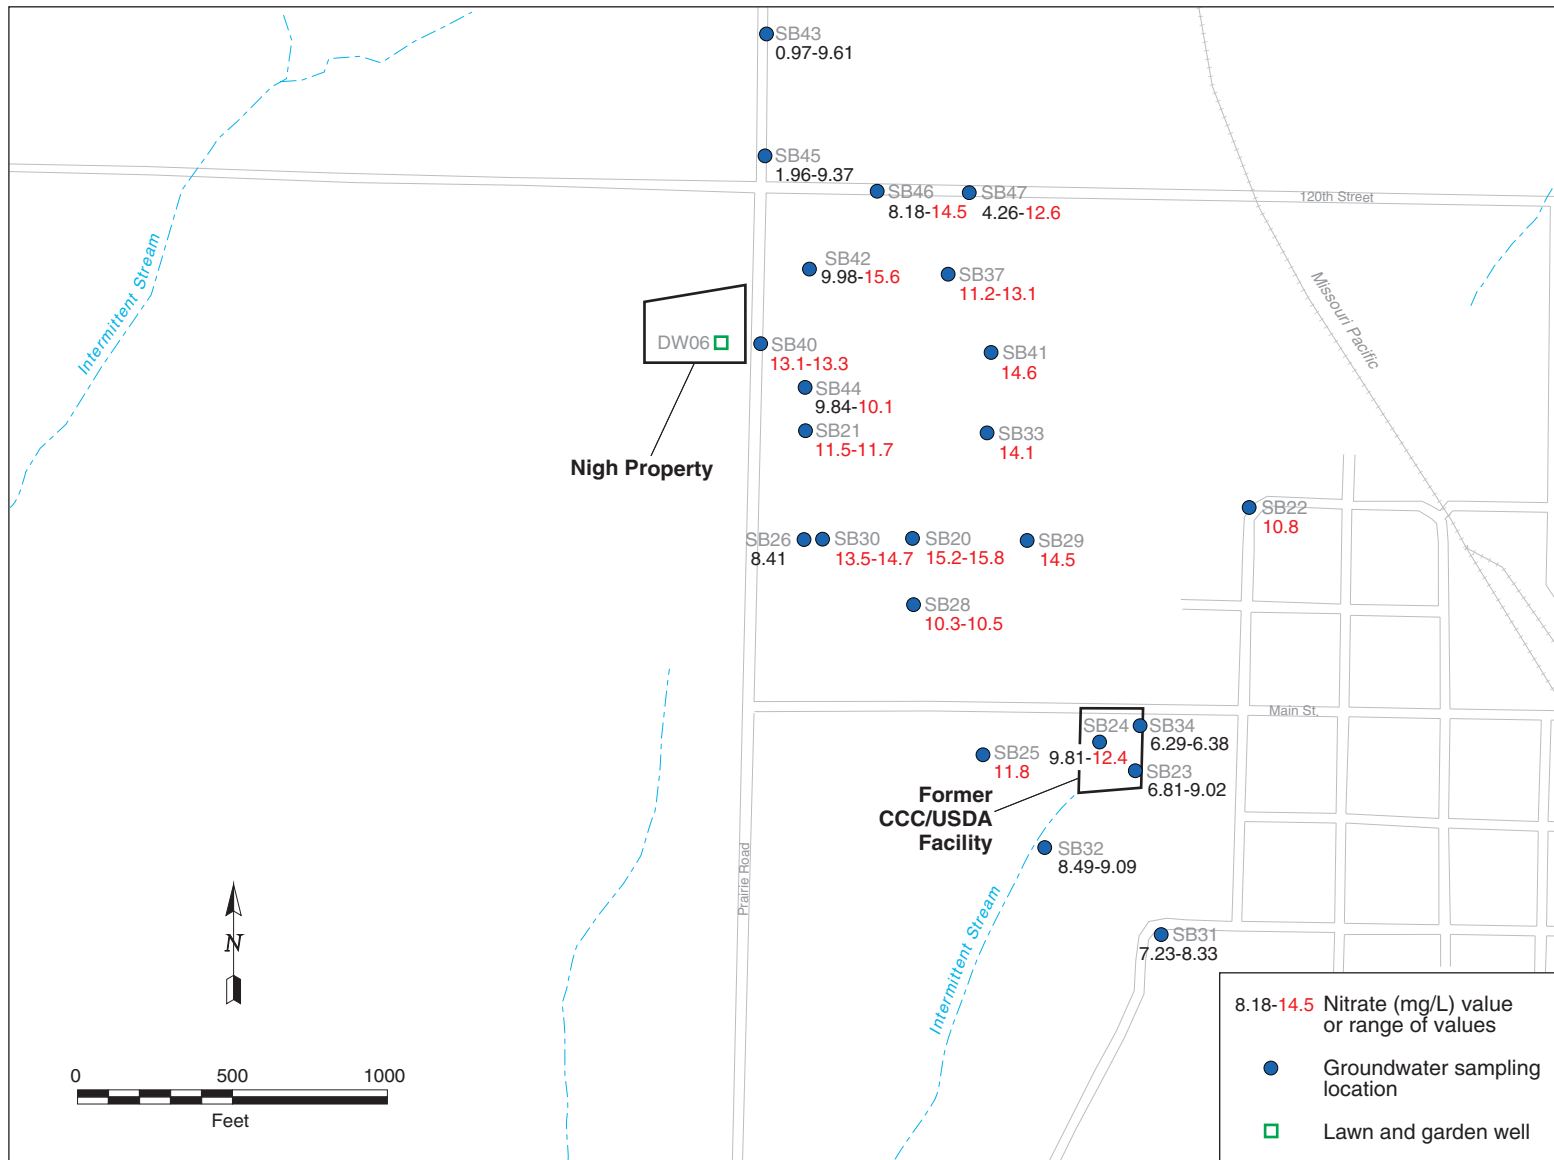 SB43
0.97-9.61
SB45
1.96-9.37
SB46
8.18-14.5
SB47
4.26-12.6
120th Street
SB42
9.98-15.6
SB37
11.2-13.1
Intermittent Stream
Missouri Pacific
DW06
SB40
13.1-13.3
SB41
14.6
SB44
9.84-10.1
SB21
11.5-11.7
SB33
14.1
Nigh Property
SB22
10.8
SB26
8.41
SB30
13.5-14.7
SB20
15.2-15.8
SB29
14.5
SB28
10.3-10.5
Main St.
SB24
9.81-12.4
SB34
6.29-6.38
SB25
11.8
SB23
6.81-9.02
Former
CCC/USDA
Facility
SB32
8.49-9.09
Prairie Road
Intermittent Stream
SB31
7.23-8.33
N
0 500 1000
Feet
8.18-14.5 Nitrate (mg/L) value
or range of values
Groundwater sampling
location
Lawn and garden well